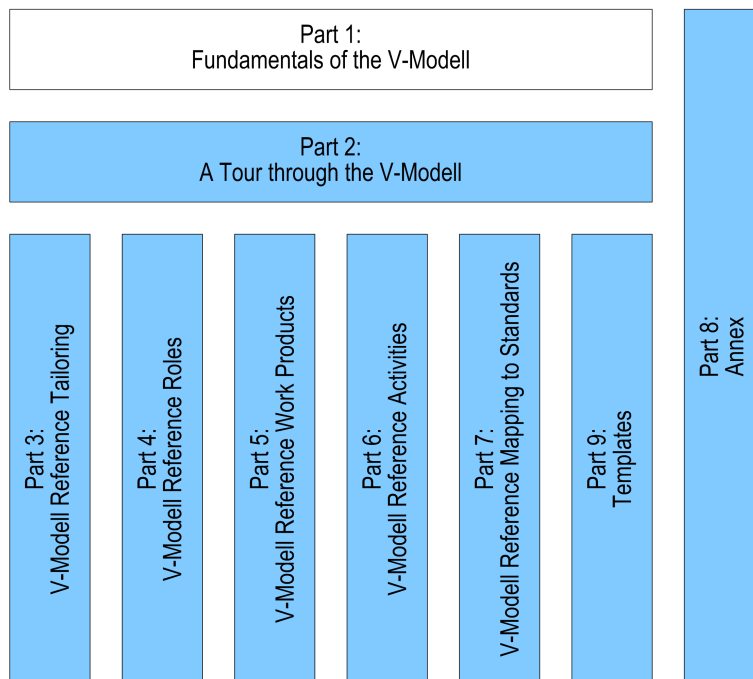 Part 1:
Fundamentals of the V-Modell
Part 2:
A Tour through the V-Modell
Part 3:
V-Modell Reference Tailoring
Part 4:
V-Modell Reference Roles
Part 5:
V-Modell Reference Work Products
Part 6:
V-Modell Reference Activities
Part 7:
V-Modell Reference Mapping to Standards
Part 9:
Templates
Part 8:
Annex